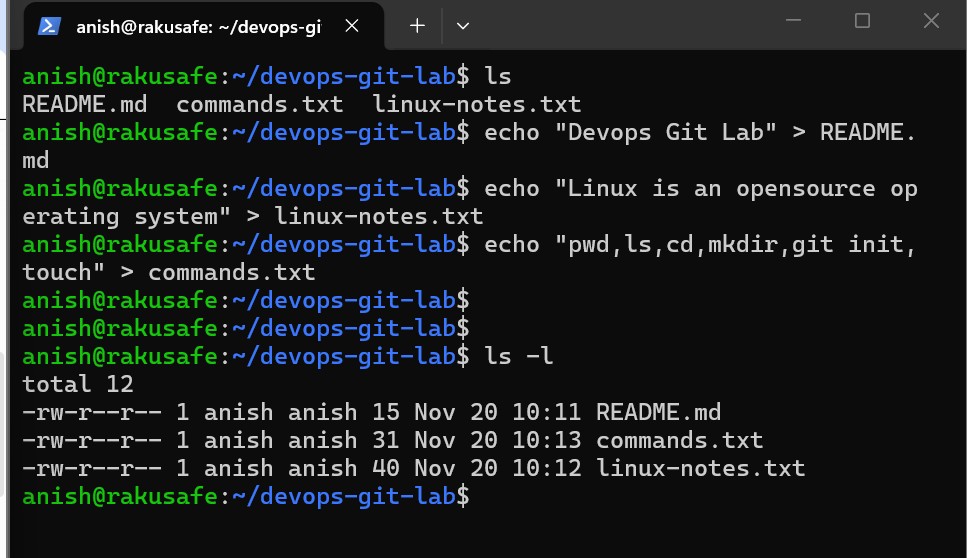 anish@rakusafe: ~/devops-gi
anish@rakusafe:~/devops-git-lab$ ls
README.md  commands.txt  linux-notes.txt
anish@rakusafe:~/devops-git-lab$ echo "Devops Git Lab" > README.
md
anish@rakusafe:~/devops-git-lab$ echo "Linux is an opensource op
erating system" > linux-notes.txt
anish@rakusafe:~/devops-git-lab$ echo "pwd,ls,cd,mkdir,git init,
touch" > commands.txt
anish@rakusafe:~/devops-git-lab$
anish@rakusafe:~/devops-git-lab$
anish@rakusafe:~/devops-git-lab$ ls -l
total 12
-rw-r--r-- 1 anish anish 15 Nov 20 10:11 README.md
-rw-r--r-- 1 anish anish 31 Nov 20 10:13 commands.txt
-rw-r--r-- 1 anish anish 40 Nov 20 10:12 linux-notes.txt
anish@rakusafe:~/devops-git-lab$